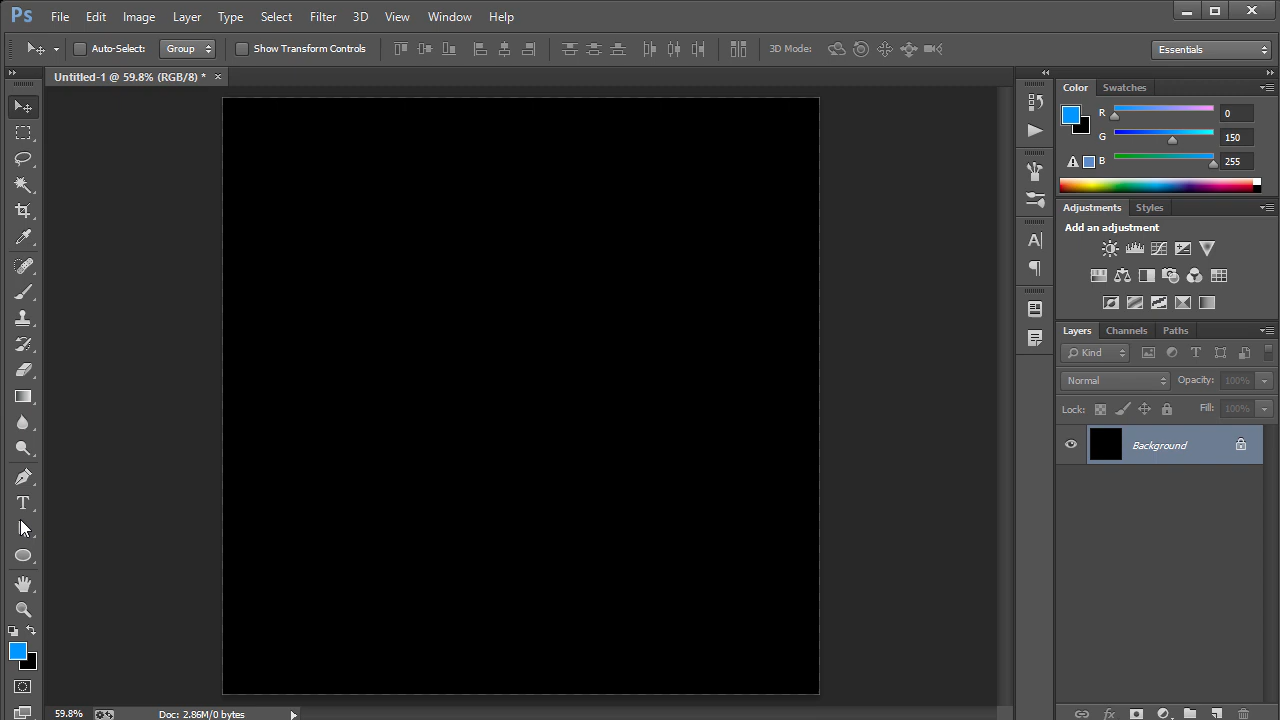 Ps File Edit Image Layer Type Select Filter 3D View Window Help
Auto-Select: Group Show Transform Controls 3D Mode: Essentials
Untitled-1 @ 59.8% (RGB/8) * ×
Color Swatches
R 0
G 150
B 255
Adjustments Styles
Add an adjustment
Layers Channels Paths
Kind
Normal Opacity: 100%
Lock: Fill: 100%
Background
59.8% Doc: 2.86M/0 bytes